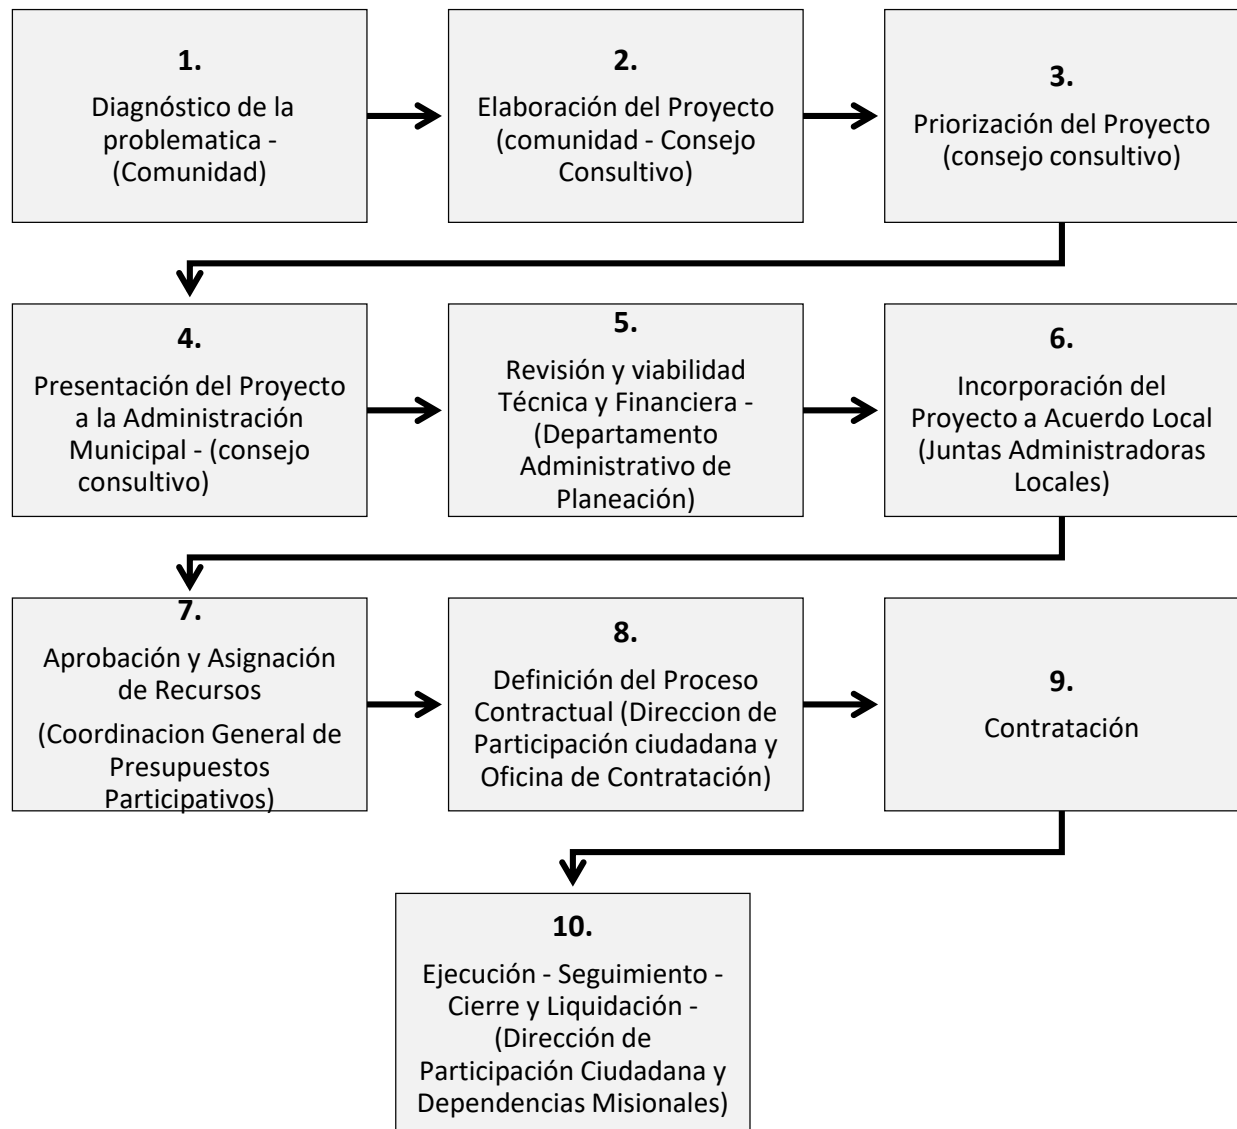 1.
Diagnóstico de la
problematica -
(Comunidad)
2.
Elaboración del Proyecto
(comunidad - Consejo
Consultivo)
3.
Priorización del Proyecto
(consejo consultivo)
4.
Presentación del Proyecto
a la Administración
Municipal - (consejo
consultivo)
5.
Revisión y viabilidad
Técnica y Financiera -
(Departamento
Administrativo de
Planeación)
6.
Incorporación del
Proyecto a Acuerdo Local
(Juntas Administradoras
Locales)
7.
Aprobación y Asignación
de Recursos
(Coordinacion General de
Presupuestos
Participativos)
8.
Definición del Proceso
Contractual (Direccion de
Participación ciudadana y
Oficina de Contratación)
9.
Contratación
10.
Ejecución - Seguimiento -
Cierre y Liquidación -
(Dirección de
Participación Ciudadana y
Dependencias Misionales)